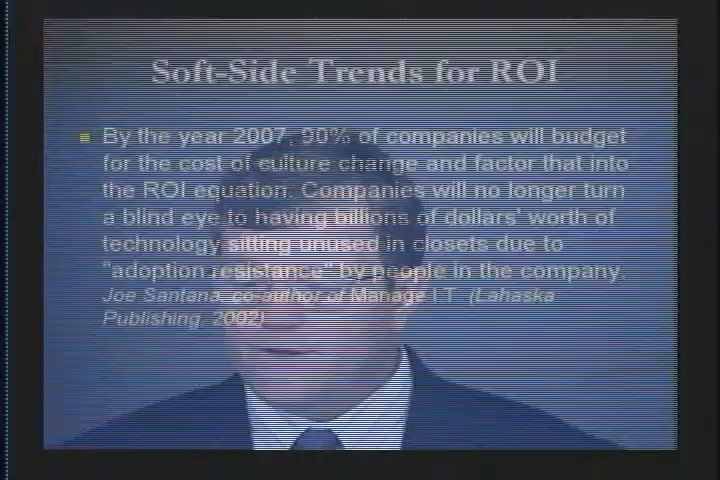 Soft-Side Trends for ROI
By the year 2007, 90% of companies will budget
for the cost of culture change and factor that into
the ROI equation. Companies will no longer turn
a blind eye to having billions of dollars' worth of
technology sitting unused in closets due to
"adoption resistance" by people in the company.
Joe Santana, co-author of Manage I.T. (Lahaska
Publishing, 2002)